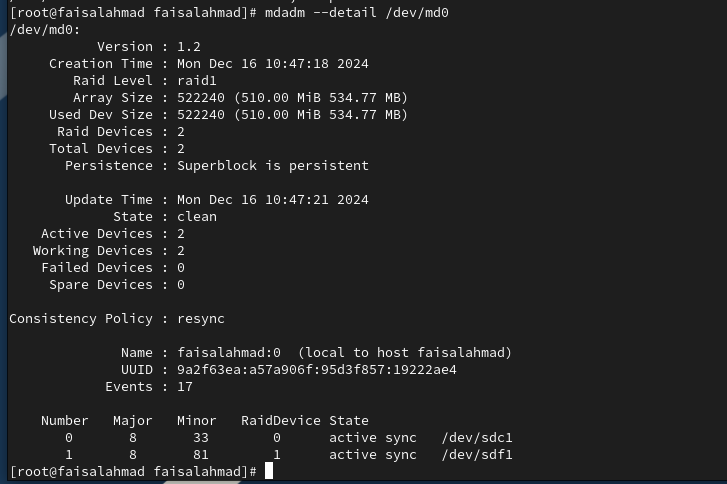 [root@faisalahmad faisalahmad]# mdadm --detail /dev/md0
/dev/md0:
Version : 1.2
Creation Time : Mon Dec 16 10:47:18 2024
Raid Level : raid1
Array Size : 522240 (510.00 MiB 534.77 MB)
Used Dev Size : 522240 (510.00 MiB 534.77 MB)
Raid Devices : 2
Total Devices : 2
Persistence : Superblock is persistent
Update Time : Mon Dec 16 10:47:21 2024
State : clean
Active Devices : 2
Working Devices : 2
Failed Devices : 0
Spare Devices : 0
Consistency Policy : resync
Name : faisalahmad:0  (local to host faisalahmad)
UUID : 9a2f63ea:a57a906f:95d3f857:19222ae4
Events : 17
Number   Major   Minor   RaidDevice State
0       8       33        0      active sync   /dev/sdc1
1       8       81        1      active sync   /dev/sdf1
[root@faisalahmad faisalahmad]#